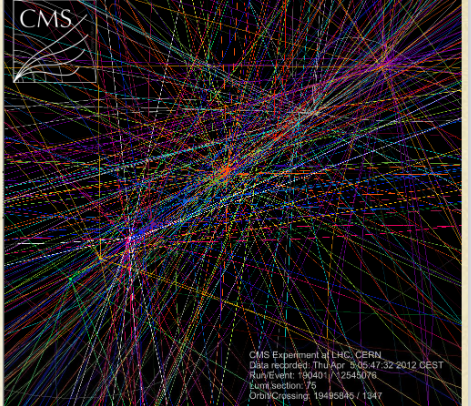 CMS
CMS Experiment at LHC, CERN
Data recorded: Thu Apr 5 05:47:32 2012 CEST
Run/Event: 190401 / 12545078
Lumi section: 75
Orbit/Crossing: 19495845 / 1347